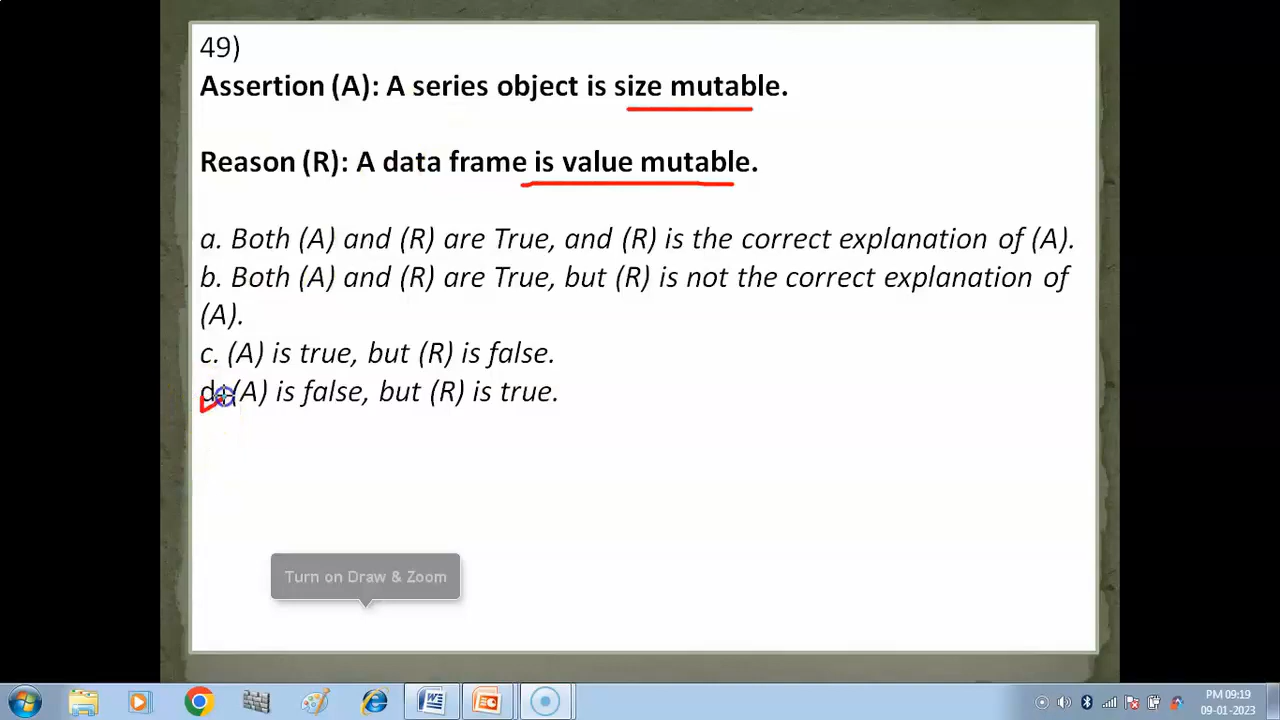 49)
Assertion (A): A series object is size mutable.
Reason (R): A data frame is value mutable.
a. Both (A) and (R) are True, and (R) is the correct explanation of (A).
b. Both (A) and (R) are True, but (R) is not the correct explanation of
(A).
c. (A) is true, but (R) is false.
d. (A) is false, but (R) is true.
Turn on Draw & Zoom
PM 09:19
09-01-2023